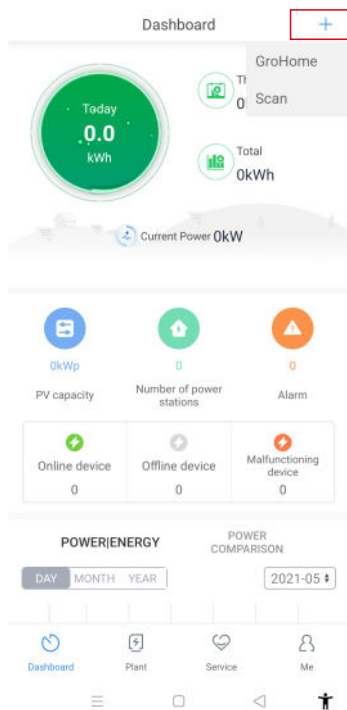 Dashboard
+
GroHome
Scan
Th
0
Today
0.0
kWh
Total
0kWh
Current Power 0kW
0kWp
0
0
PV capacity
Number of power
stations
Alarm
Online device
Offline device
Malfunctioning
device
0
0
0
POWER|ENERGY
POWER
COMPARISON
DAY MONTH YEAR
2021-05
Dashboard
Plant
Service
Me